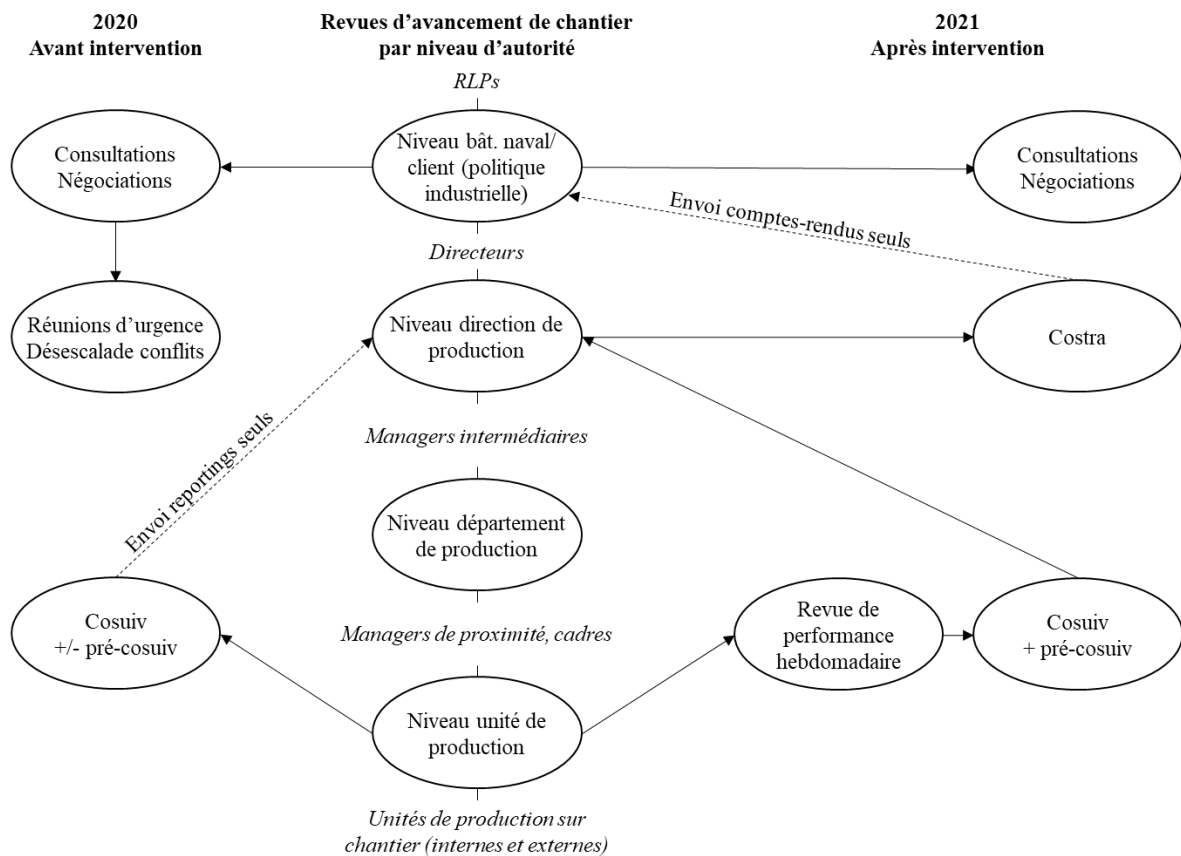 2020
Avant intervention
Revues d’avancement de chantier
par niveau d’autorité
2021
Après intervention
RLPs
Consultations
Négociations
Niveau bât. naval/
client (politique
industrielle)
Consultations
Négociations
Envoi comptes-rendus seuls
Directeurs
Réunions d’urgence
Désescalade conflits
Niveau direction de
production
Costra
Managers intermédiaires
Envoi reportings seuls
Niveau département
de production
Cosuiv
+/- pré-cosuiv
Managers de proximité, cadres
Revue de
performance
hebdomadaire
Cosuiv
+ pré-cosuiv
Niveau unité de
production
Unités de production sur
chantier (internes et externes)